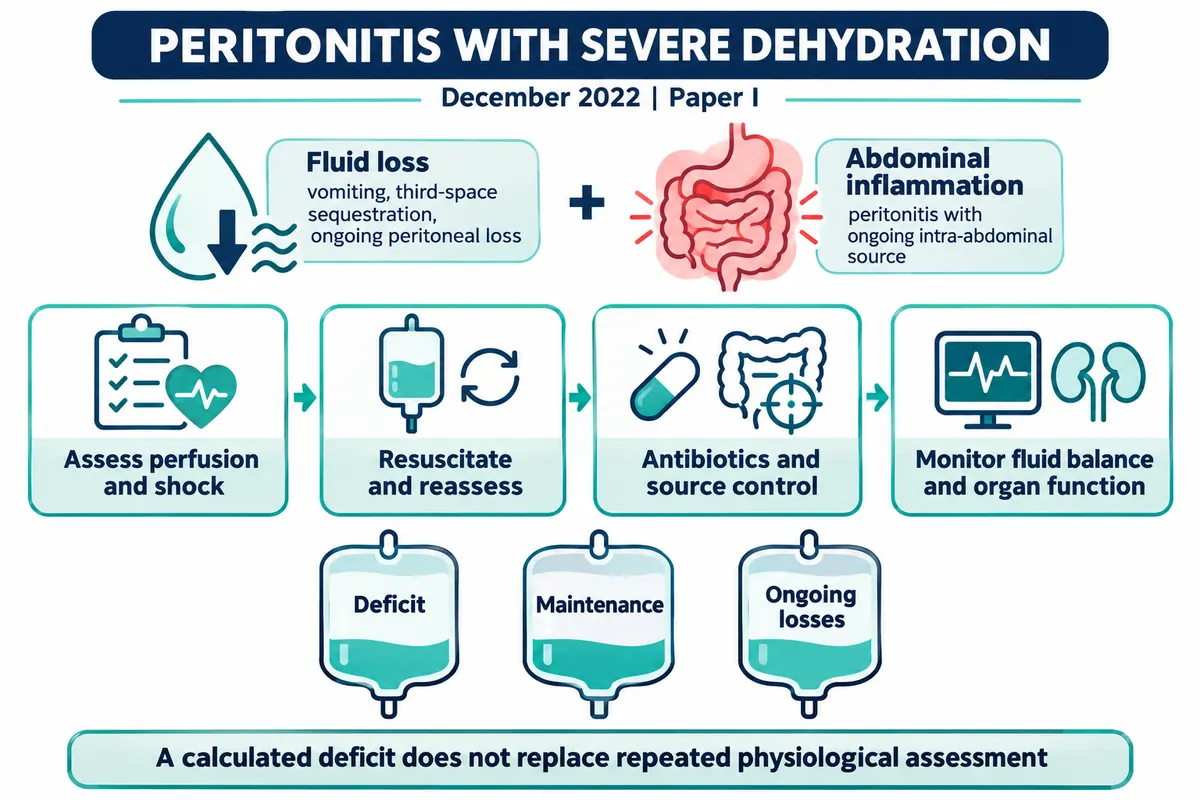 PERITONITIS WITH SEVERE DEHYDRATION
December 2022 | Paper I
Fluid loss
vomiting, third-space
sequestration,
ongoing peritoneal loss
Abdominal
inflammation
peritonitis with
ongoing intra-abdominal
source
Assess perfusion
and shock
Resuscitate
and reassess
Antibiotics and
source control
Monitor fluid balance
and organ function
Deficit
Maintenance
Ongoing
losses
A calculated deficit does not replace repeated physiological assessment